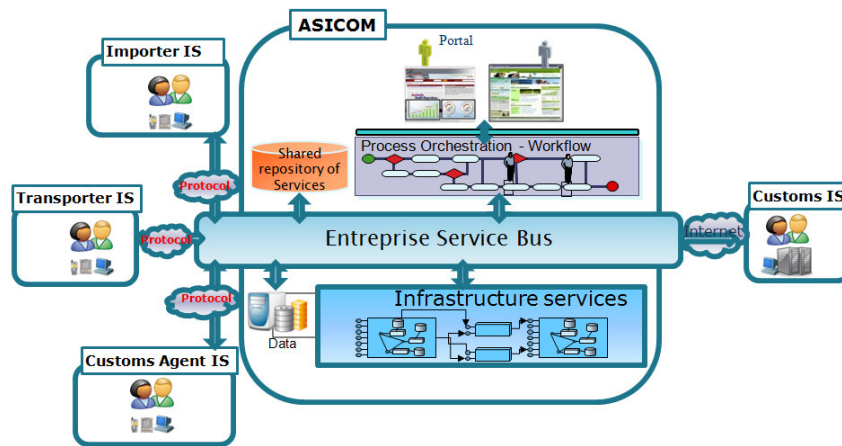 ASICOM
Portal
Importer IS
Process Orchestration - Workflow
Shared
repository of
Services
Protocol
Transporter IS
Customs IS
Protocol
Entreprise Service Bus
Internet
Protocol
Infrastructure services
Data
Customs Agent IS